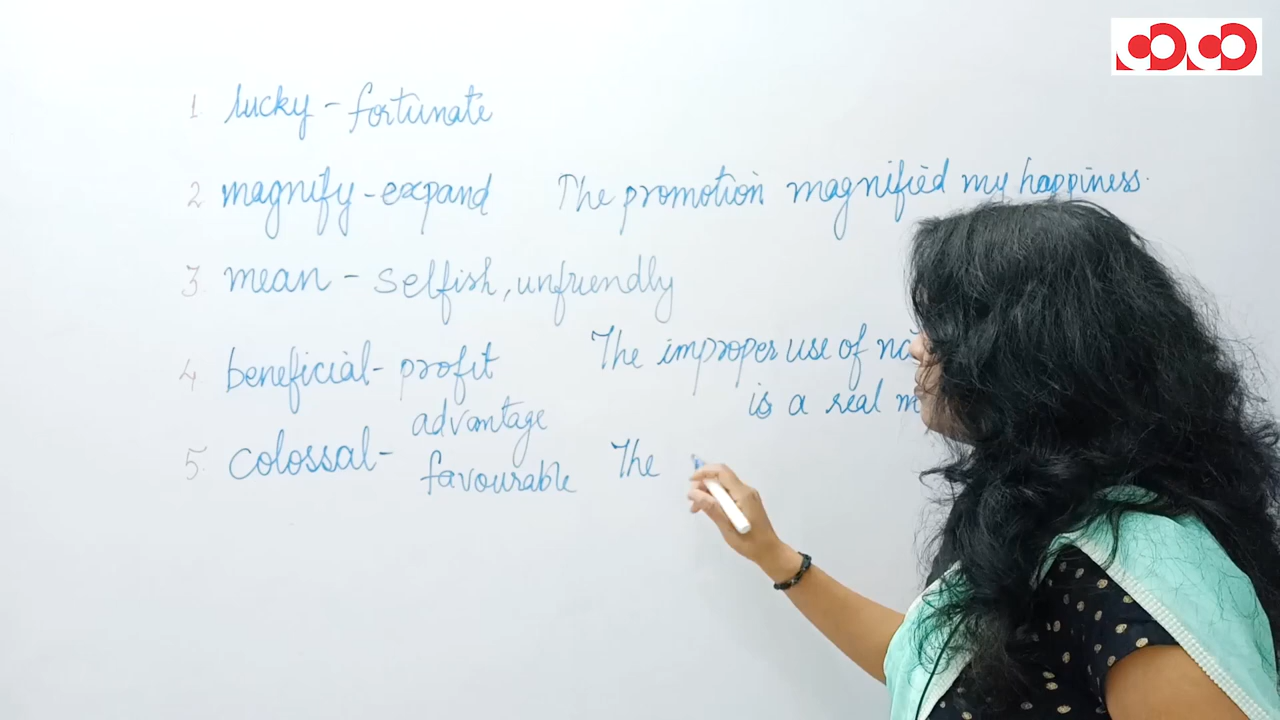 1. lucky - fortunate
2 magnify - expand The promotion magnified my happiness.
3. mean - selfish, unfriendly
4 beneficial - profit The improper use of
advantage is a real
5. colossal - favourable The